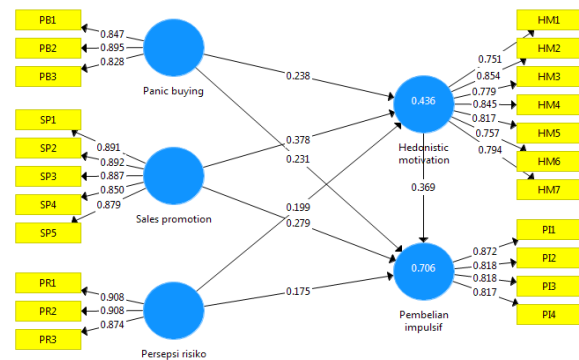 PB1
PB2
PB3
0.847
0.895
0.828
Panic buying
SP1
SP2
SP3
SP4
SP5
0.891
0.892
0.887
0.850
0.879
Sales promotion
PR1
PR2
PR3
0.908
0.908
0.874
Persepsi risiko
0.238
0.378
0.231
0.199
0.279
0.175
0.436
Hedonistic
motivation
0.369
0.706
Pembelian
impulsif
0.751
0.854
0.779
0.845
0.817
0.757
0.794
HM1
HM2
HM3
HM4
HM5
HM6
HM7
0.872
0.818
0.818
0.817
PI1
PI2
PI3
PI4